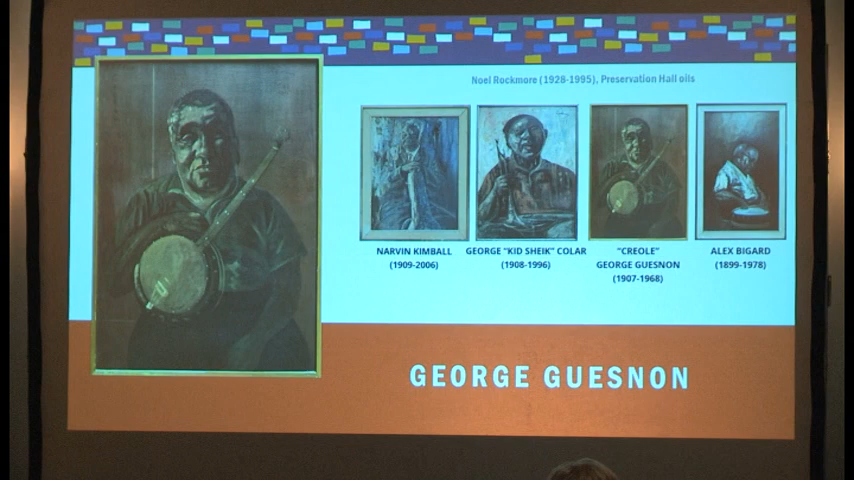 Noel Rockmore (1928-1995), Preservation Hall oils
NARVIN KIMBALL
(1909-2006)
GEORGE "KID SHEIK" COLAR
(1908-1996)
"CREOLE"
GEORGE GUESNON
(1907-1968)
ALEX BIGARD
(1899-1978)
GEORGE GUESNON